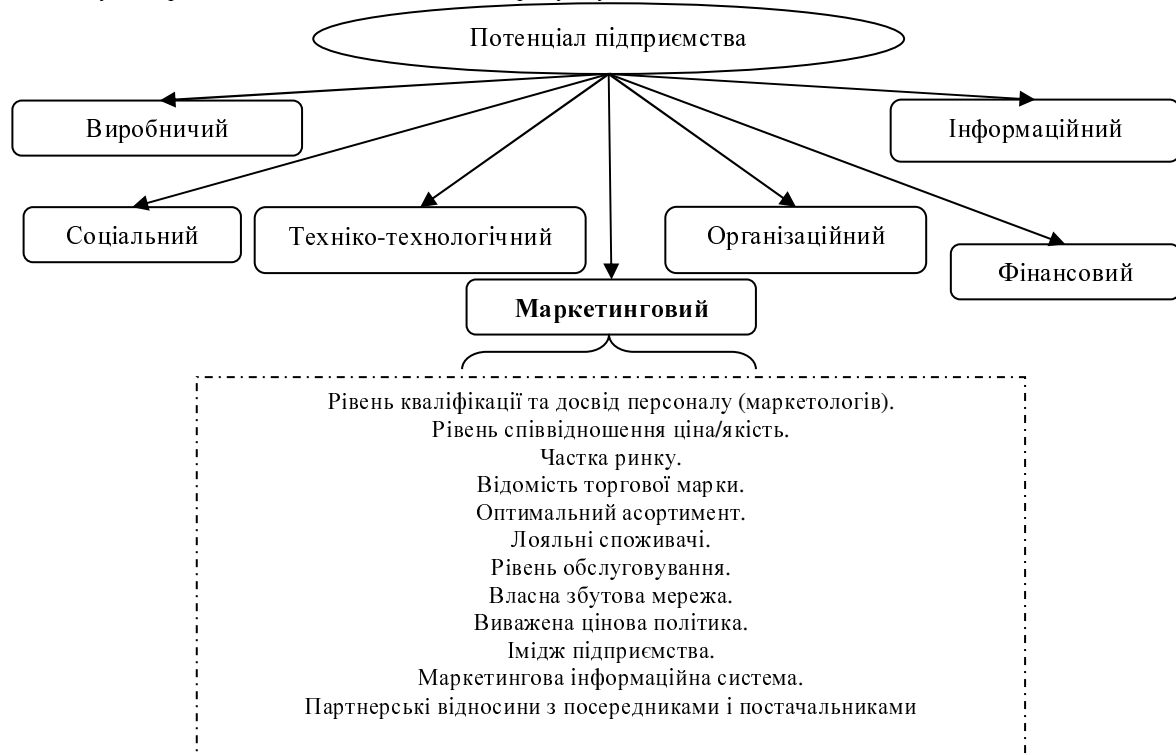 Потенціал підприємства
Виробничий
Інформаційний
Соціальний
Техніко-технологічний
Організаційний
Фінансовий
Маркетинговий
Рівень кваліфікації та досвід персоналу (маркетологів).
Рівень співвідношення ціна/якість.
Частка ринку.
Відомість торгової марки.
Оптимальний асортимент.
Лояльні споживачі.
Рівень обслуговування.
Власна збутова мережа.
Виважена цінова політика.
Імідж підприємства.
Маркетингова інформаційна система.
Партнерські відносини з посередниками і постачальниками